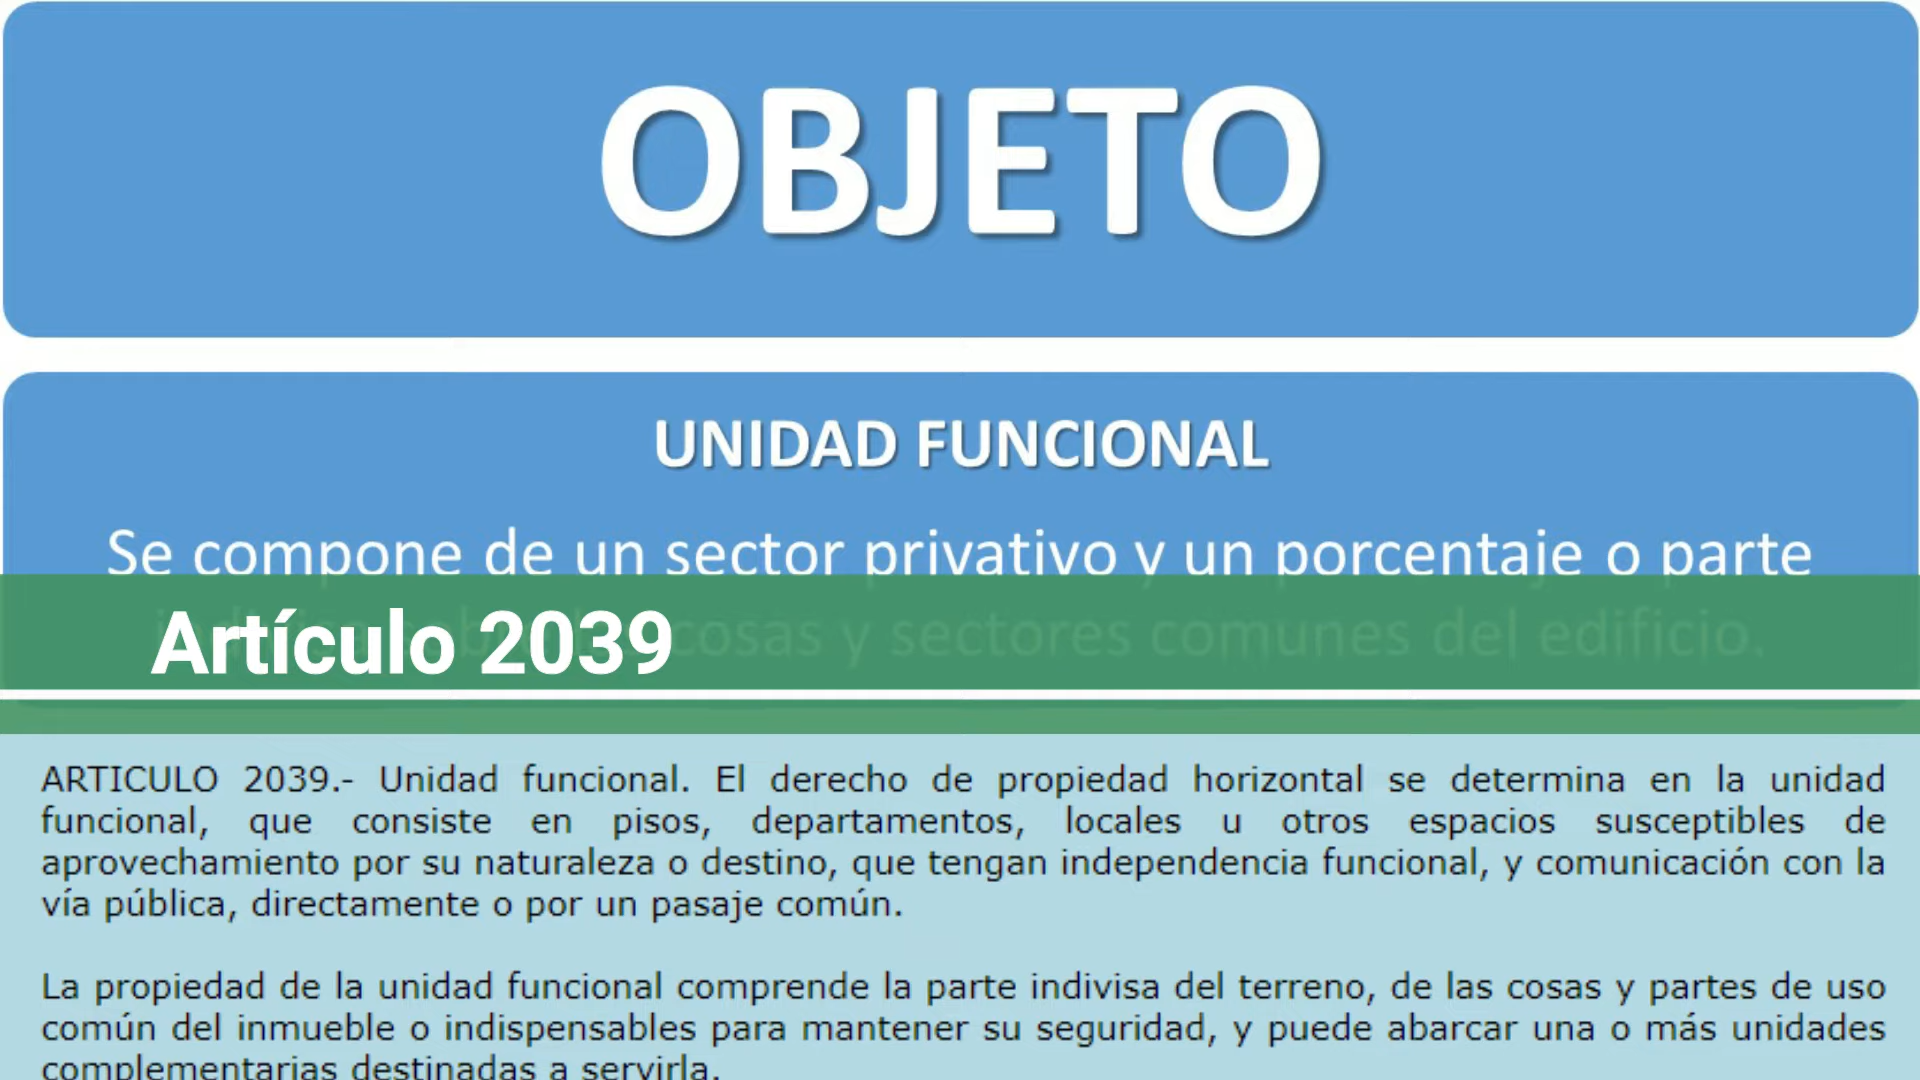 OBJETO
UNIDAD FUNCIONAL
Se compone de un sector privativo y un porcentaje o parte
cosas y sectores comunes del edificio.
Artículo 2039
ARTICULO 2039.- Unidad funcional. El derecho de propiedad horizontal se determina en la unidad
funcional, que consiste en pisos, departamentos, locales u otros espacios susceptibles de
aprovechamiento por su naturaleza o destino, que tengan independencia funcional, y comunicación con la
vía pública, directamente o por un pasaje común.
La propiedad de la unidad funcional comprende la parte indivisa del terreno, de las cosas y partes de uso
común del inmueble o indispensables para mantener su seguridad, y puede abarcar una o más unidades
complementarias destinadas a servirla.